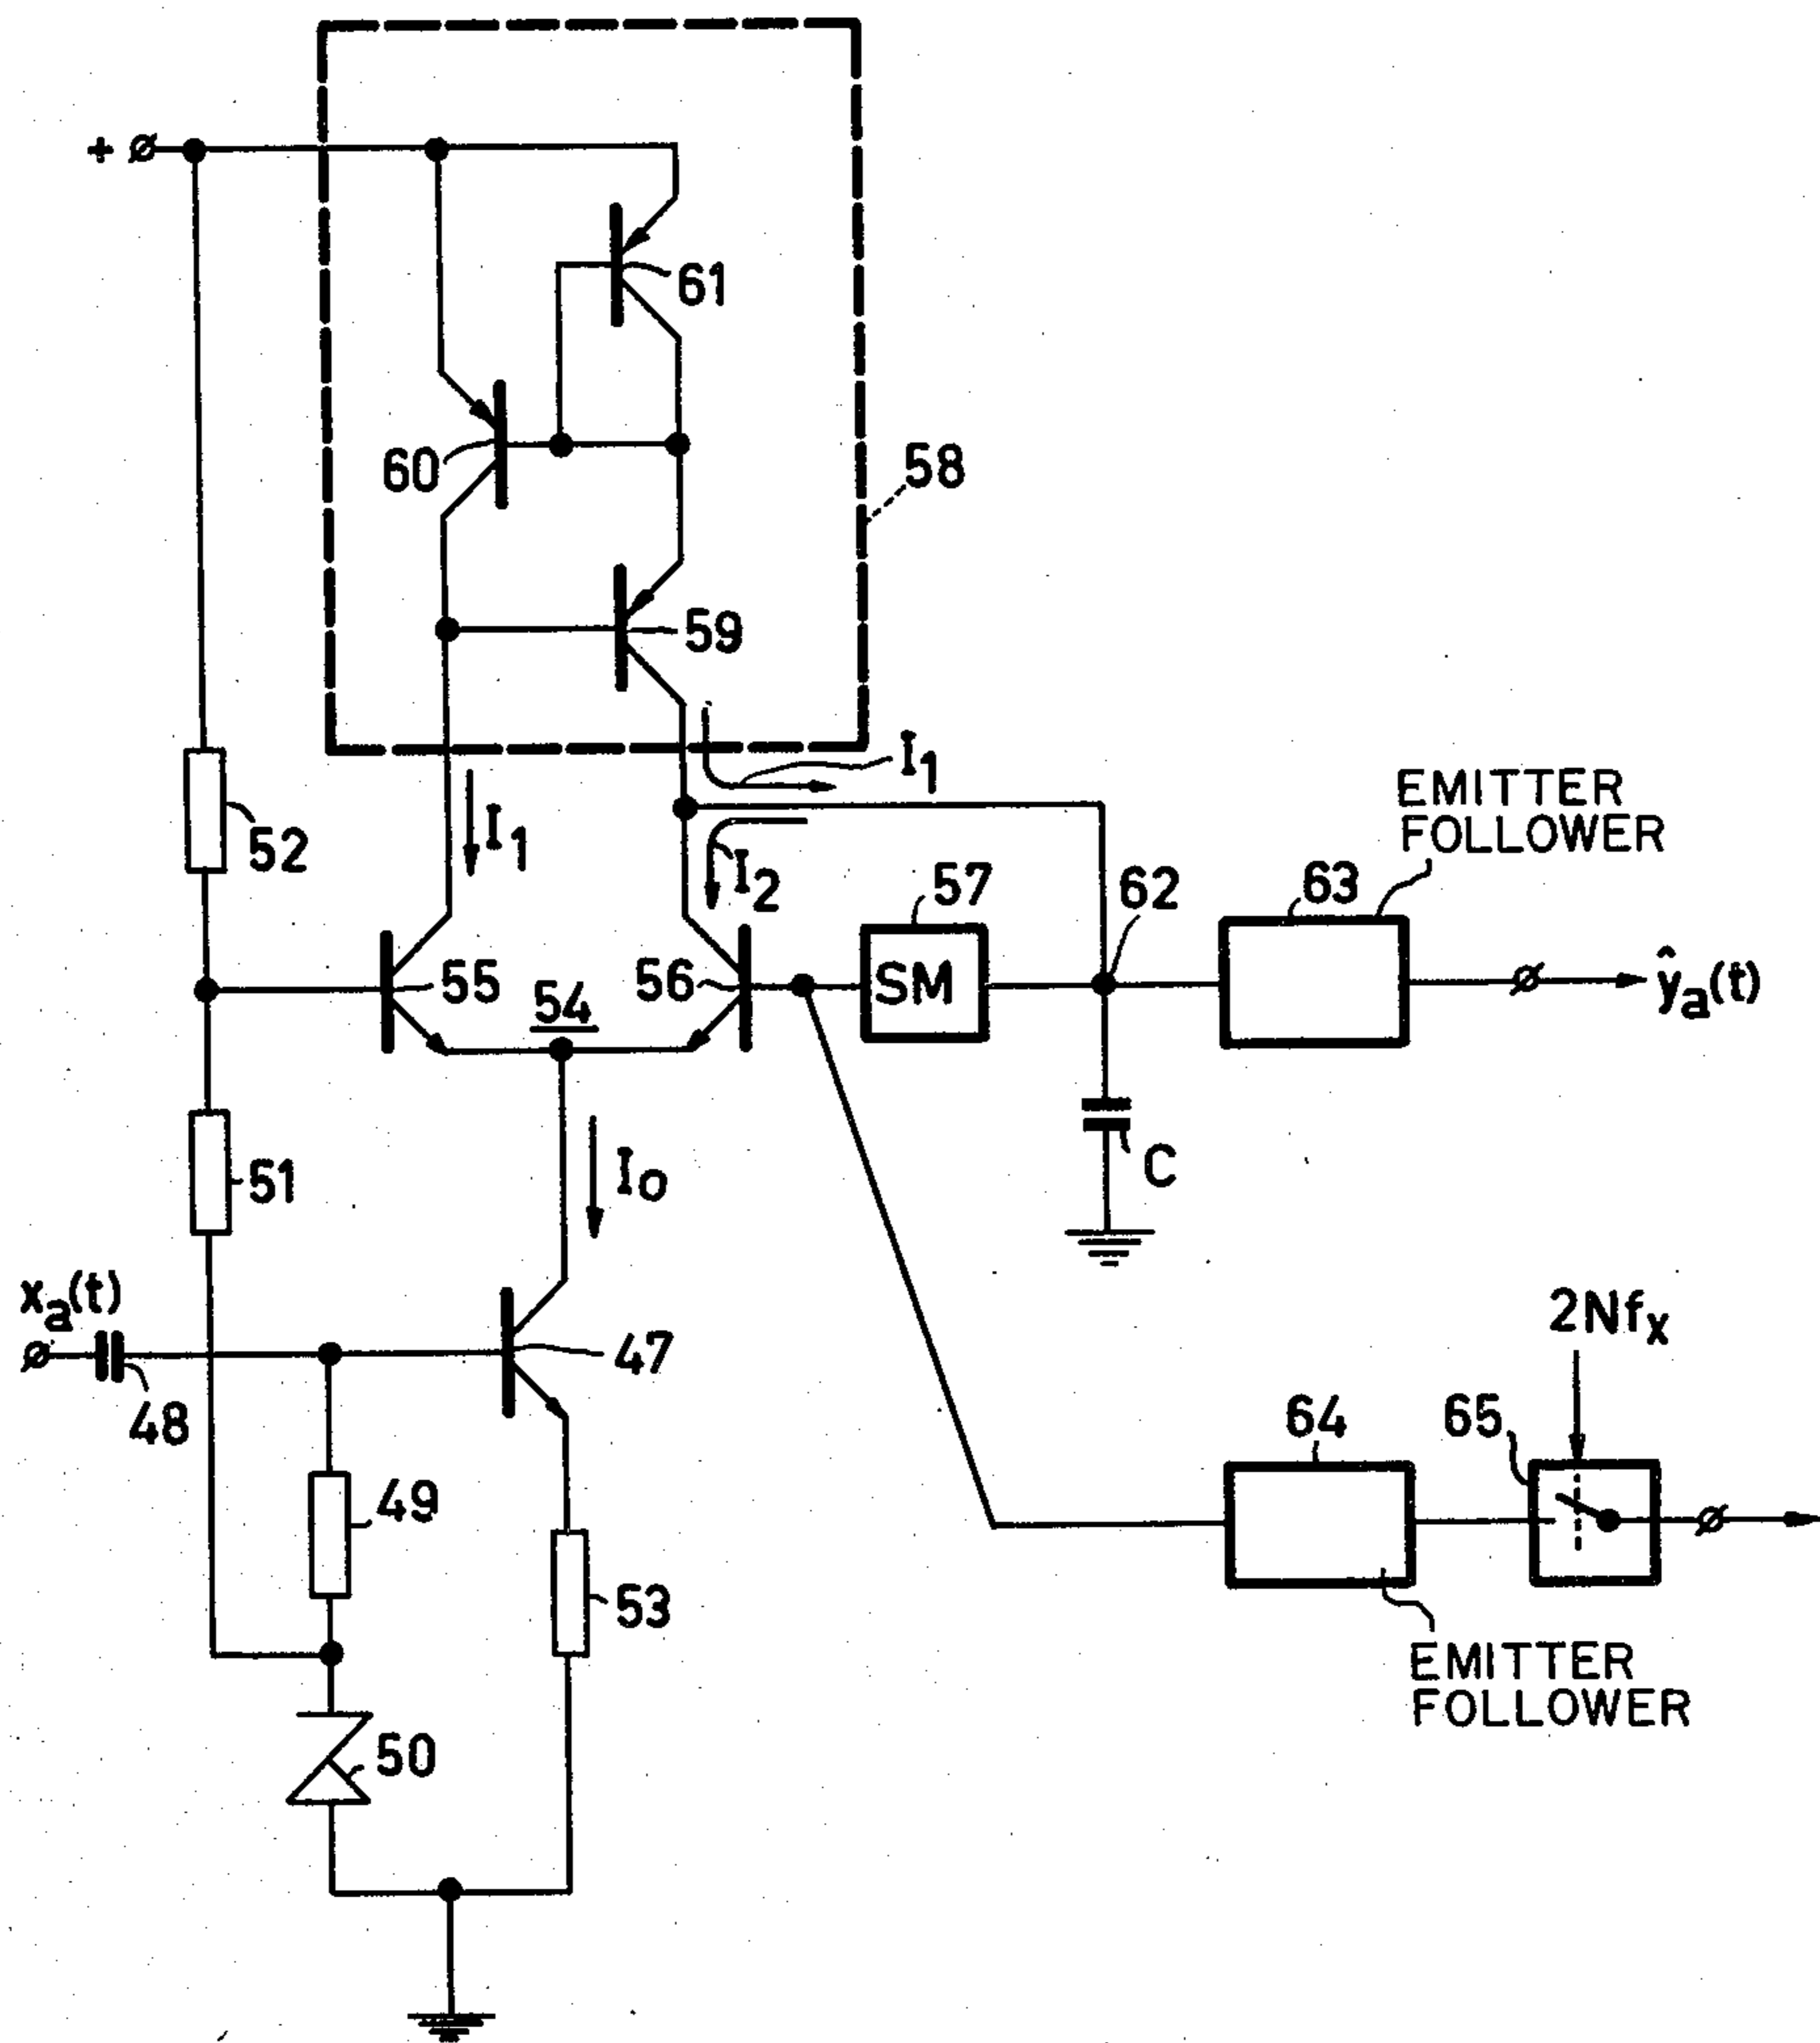 +
61
60
58
59
I1
52
I1
I2
EMITTER
FOLLOWER
57
62
63
55
54
56
SM
ŷa(t)
51
I0
C
xa(t)
2Nfx
47
48
64
65
49
53
EMITTER
FOLLOWER
50